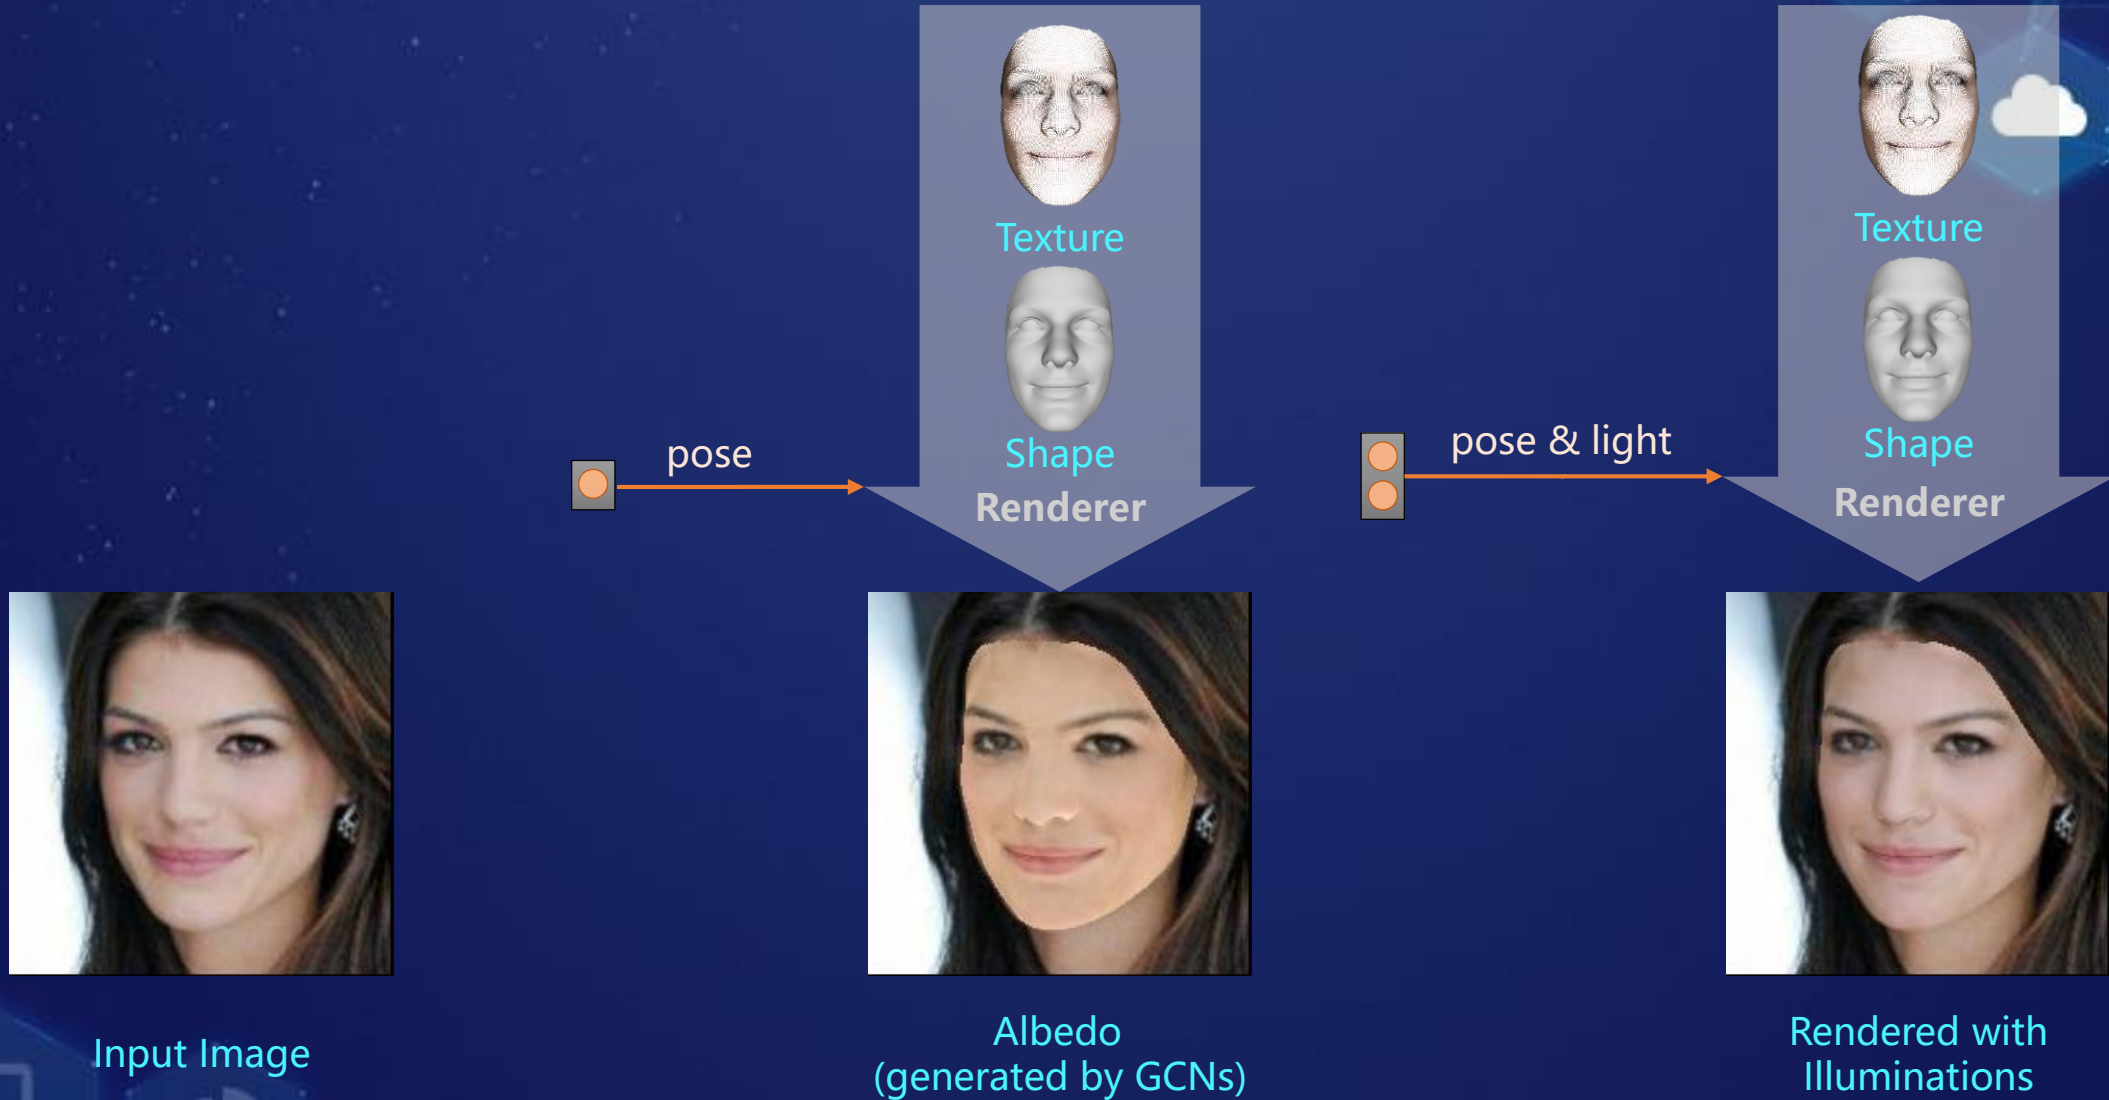 Texture
Shape
pose
Renderer
Texture
Shape
pose & light
Renderer
Input Image
Albedo
(generated by GCNs)
Rendered with
Illuminations